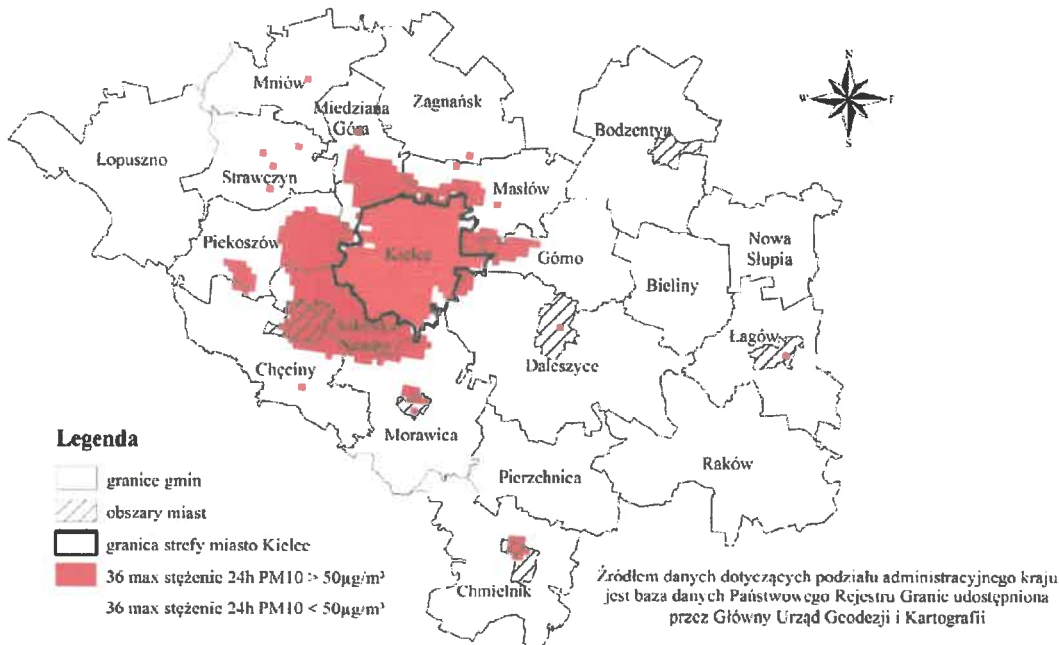 N
W
S
Mniów
Miedziana
Góra
Zagnańsk
Bodzentyn
Łopuszno
Strawczyn
Masłów
Piekoszów
Kielce
Górno
Nowa
Słupia
Bieliny
Łagów
Daleszyce
Chęciny
Morawica
Pierzchnica
Raków
Chmielnik
Legenda
granice gmin
obszary miast
granica strefy miasto Kielce
36 max stężenie 24h PM10 > 50µg/m³
36 max stężenie 24h PM10 < 50µg/m³
Źródłem danych dotyczących podziału administracyjnego kraju
jest baza danych Państwowego Rejestru Granic udostępniona
przez Główny Urząd Geodezji i Kartografii